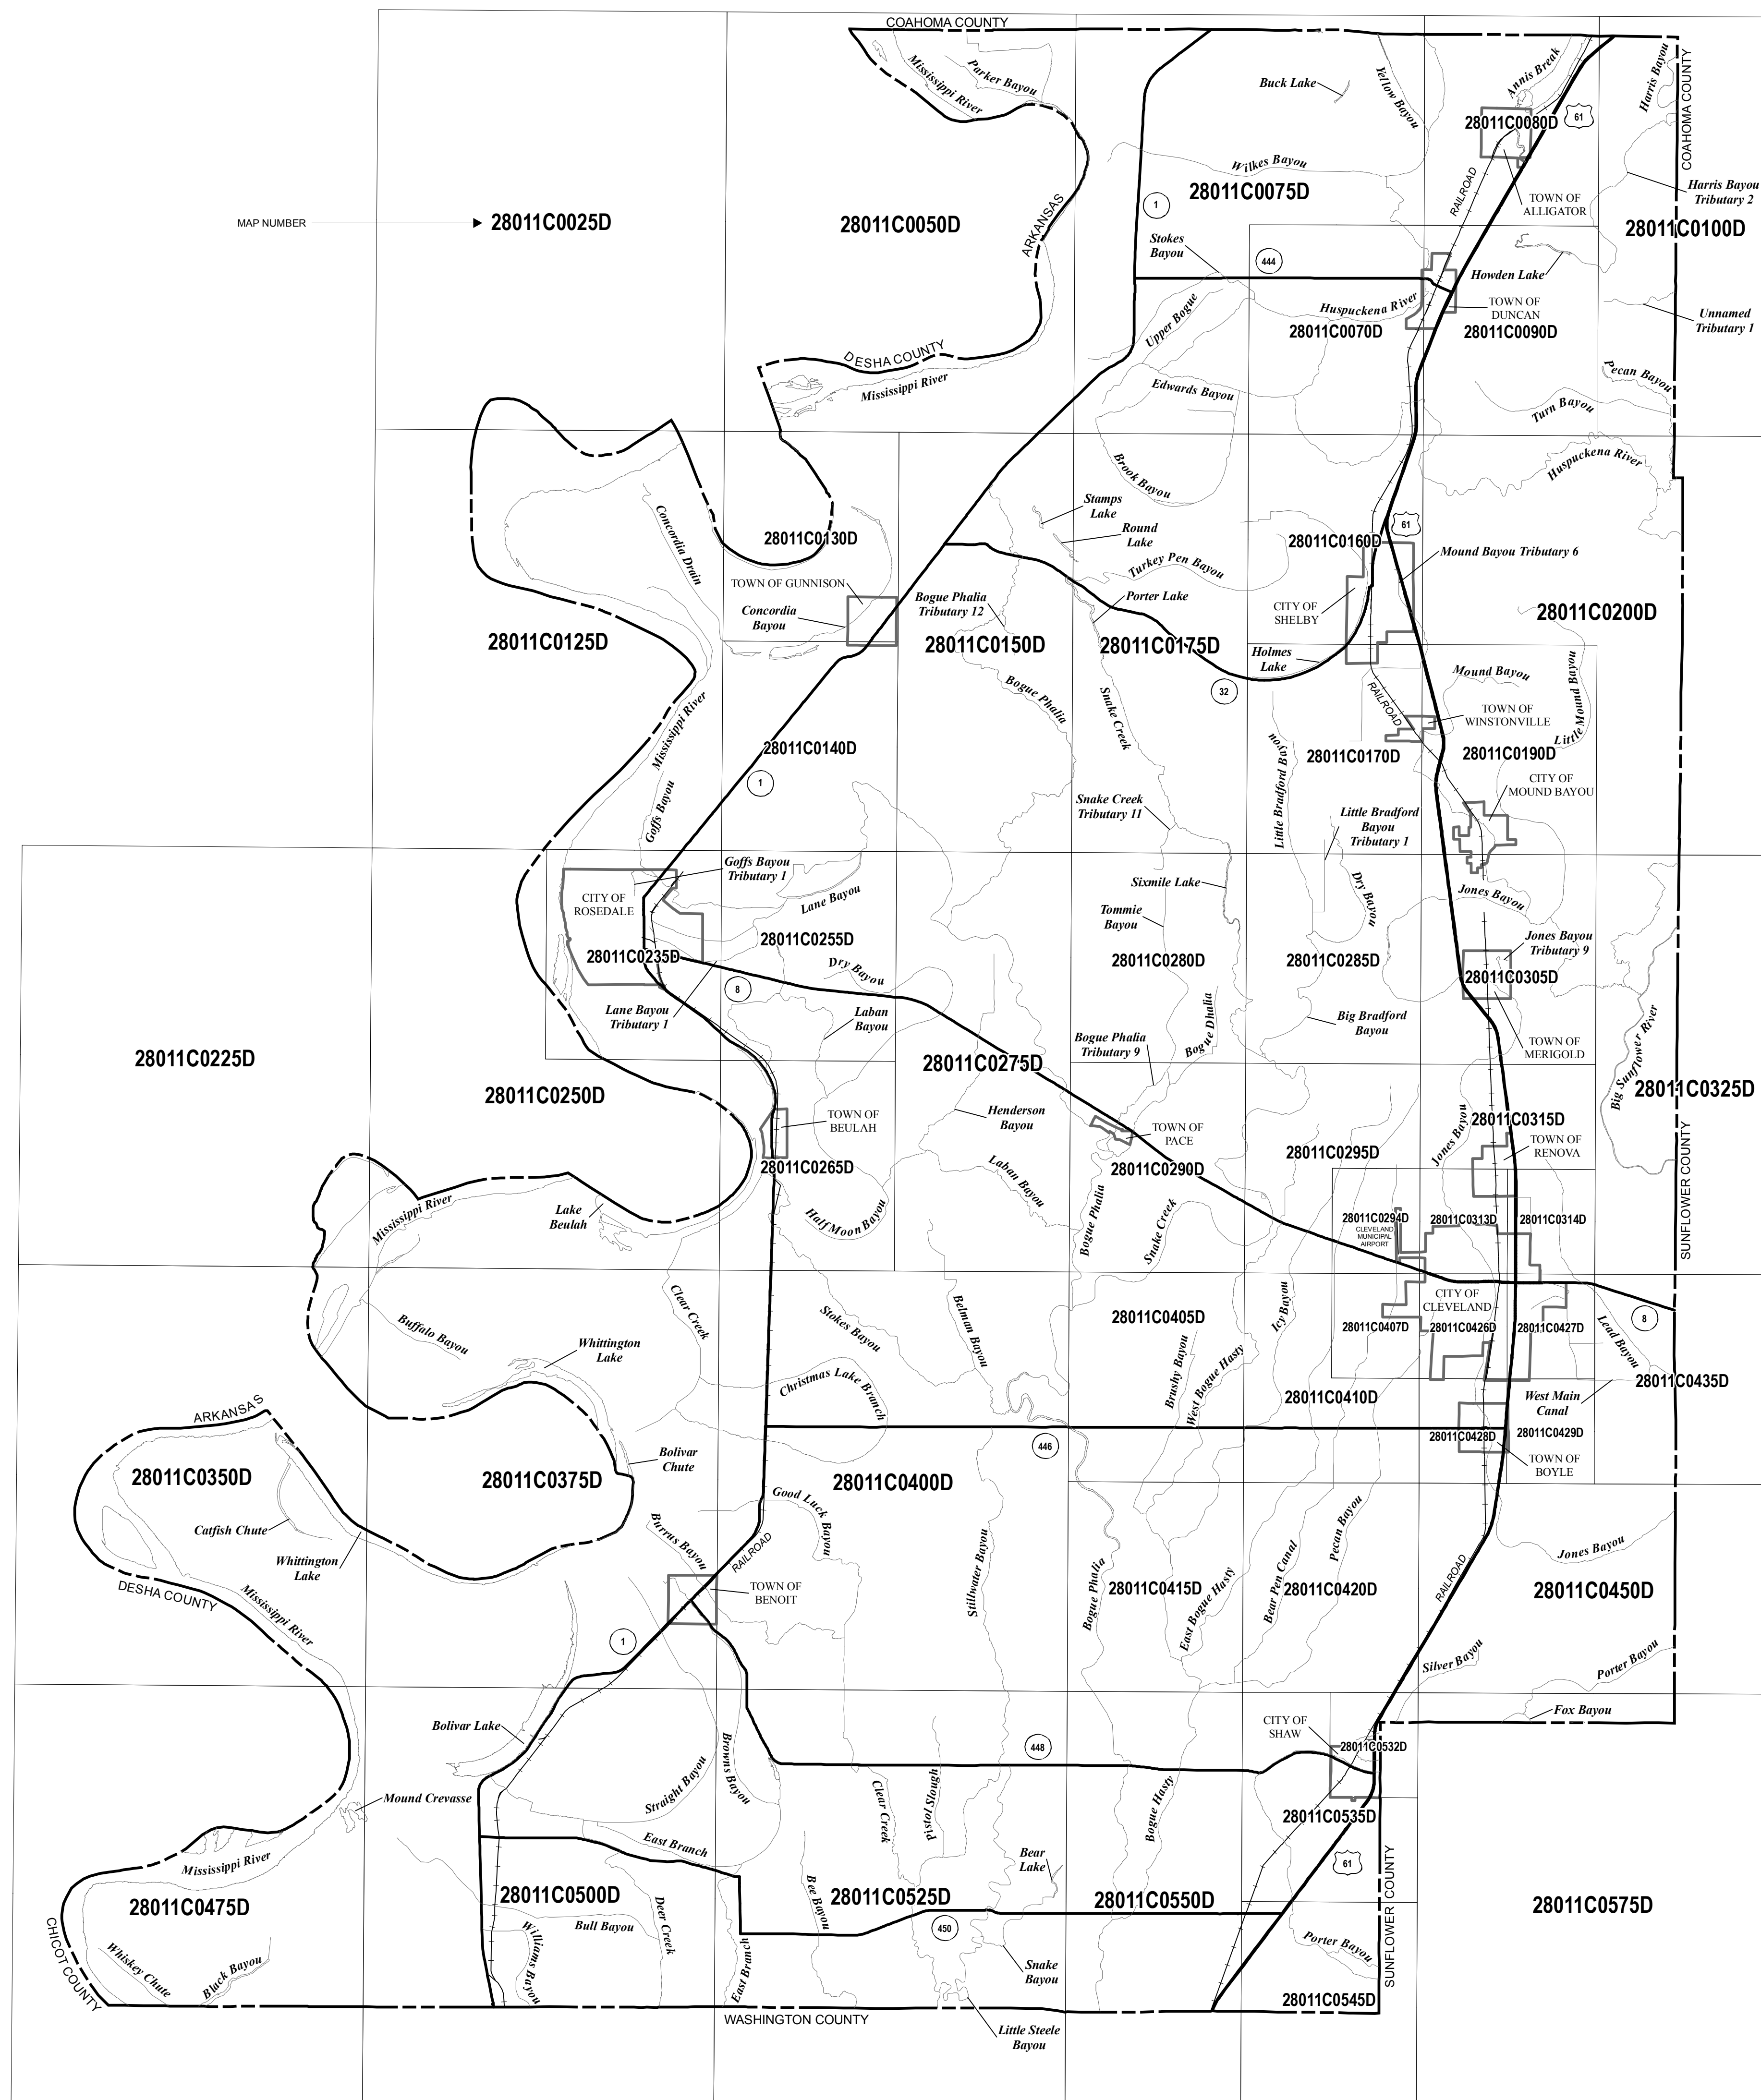 COAHOMA COUNTY
Mississippi River
Parker Bayou
Buck Lake
Yellow Bayou
Annis Break
Harris Bayou
COAHOMA COUNTY
61
28011C0080D
Wilkes Bayou
28011C0075D
RAILROAD
TOWN OF
ALLIGATOR
Harris Bayou
Tributary 2
MAP NUMBER
28011C0025D
28011C0050D
ARKANSAS
1
28011C0100D
Stokes
Bayou
444
Howden Lake
Upper Bogue
Huspuckena River
28011C0070D
TOWN OF
DUNCAN
28011C0090D
Unnamed
Tributary 1
DESHA COUNTY
Mississippi River
Edwards Bayou
Pecan Bayou
Turn Bayou
Brook Bayou
Huspuckena River
Concordia Drain
Stamps
Lake
Round
Lake
61
28011C0130D
28011C0160D
Mound Bayou Tributary 6
Turkey Pen Bayou
TOWN OF GUNNISON
Concordia
Bayou
Bogue Phalia
Tributary 12
Porter Lake
CITY OF
SHELBY
28011C0200D
28011C0125D
28011C0150D
28011C0175D
Holmes
Lake
Mound Bayou
Little Mound Bayou
Bogue Phalia
Snake Creek
32
RAILROAD
TOWN OF
WINSTONVILLE
Mississippi River
28011C0140D
28011C0170D
28011C0190D
Little Bradford Bayou
1
CITY OF
MOUND BAYOU
Goffs Bayou
Snake Creek
Tributary 11
Little Bradford
Bayou
Tributary 1
Goffs Bayou
Tributary 1
CITY OF
ROSEDALE
Lane Bayou
Sixmile Lake
Dry Bayou
Jones Bayou
Tommie
Bayou
28011C0255D
28011C0235D
Dry Bayou
28011C0280D
28011C0285D
Jones Bayou
Tributary 9
28011C0305D
8
Lane Bayou
Tributary 1
Laban
Bayou
Big Bradford
Bayou
Bogue Phalia
Tributary 9
Bogue Dhalia
TOWN OF
MERIGOLD
Big Sunflower River
28011C0225D
28011C0275D
28011C0250D
28011C0325D
TOWN OF
BEULAH
Henderson
Bayou
TOWN OF
PACE
28011C0315D
Jones Bayou
TOWN OF
RENOVA
28011C0265D
Laban Bayou
28011C0290D
28011C0295D
SUNFLOWER COUNTY
Mississippi River
Lake
Beulah
Half Moon Bayou
Bogue Phalia
Snake Creek
28011C0294D
CLEVELAND
MUNICIPAL
AIRPORT
28011C0313D
28011C0314D
Clear Creek
Stokes Bayou
Belman Bayou
28011C0405D
Icy Bayou
CITY OF
CLEVELAND
8
Buffalo Bayou
Whittington
Lake
28011C0407D
28011C0426D
28011C0427D
Lead Bayou
Christmas Lake Branch
Brushy Bayou
West Bogue Hasty
28011C0410D
28011C0435D
West Main
Canal
ARKANSAS
28011C0428D
28011C0429D
446
Bolivar
Chute
TOWN OF
BOYLE
28011C0350D
28011C0375D
28011C0400D
Good Luck Bayou
Catfish Chute
Whittington
Lake
Burrus Bayou
RAILROAD
Stillwater Bayou
Bogue Phalia
Bear Pen Canal
Pecan Bayou
Jones Bayou
DESHA COUNTY
Mississippi River
TOWN OF
BENOIT
28011C0415D
East Bogue Hasty
28011C0420D
RAILROAD
28011C0450D
1
Silver Bayou
Porter Bayou
Bolivar Lake
Fox Bayou
CITY OF
SHAW
448
28011C0532D
Browns Bayou
Straight Bayou
Mound Crevasse
Clear Creek
Pistol Slough
Bogue Hasty
28011C0535D
East Branch
Mississippi River
Bear
Lake
61
28011C0475D
28011C0500D
28011C0525D
28011C0550D
28011C0575D
CHICOT COUNTY
Bee Bayou
Deer Creek
Bull Bayou
Williams Bayou
450
SUNFLOWER COUNTY
Whiskey Chute
Black Bayou
East Branch
Snake
Bayou
Porter Bayou
28011C0545D
WASHINGTON COUNTY
Little Steele
Bayou